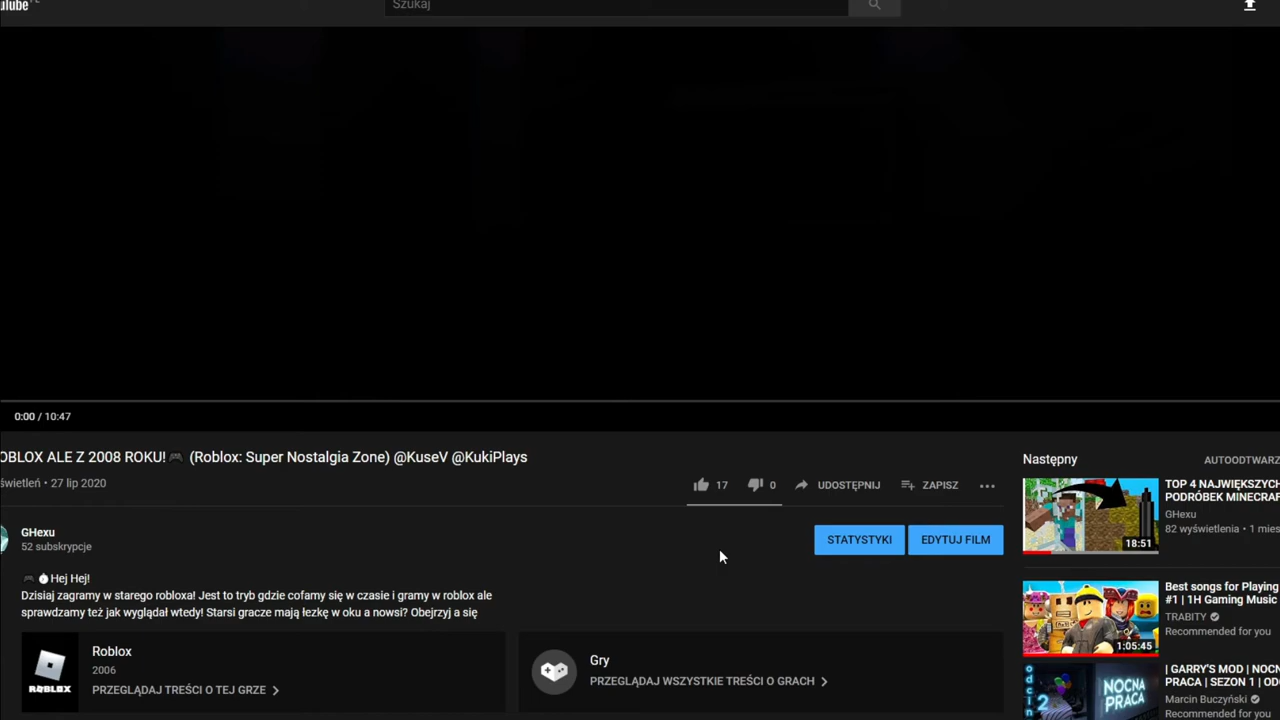 Szukaj
0:00 / 10:47
OBLOX ALE Z 2008 ROKU!🎮 (Roblox: Super Nostalgia Zone) @KuseV @KukiPlays
27 lip 2020
17
0
UDOSTĘPNIJ
ZAPISZ
GHexu
52 subskrypcje
STATYSTYKI
EDYTUJ FILM
🎮⏱Hej Hej!
Dzisiaj zagramy w starego robloxa! Jest to tryb gdzie cofamy się w czasie i gramy w roblox ale
sprawdzamy też jak wyglądał wtedy! Starsi gracze mają łezkę w oku a nowsi? Obejrzyj a się
ROBLOX
Roblox
2006
PRZEGLĄDAJ TREŚCI O TEJ GRZE
Gry
PRZEGLĄDAJ WSZYSTKIE TREŚCI O GRACH
Następny
AUTOODTWARZ
18:51
TOP 4 NAJWIĘKSZYCH
PODRÓBEK MINECRAF
GHexu
82 wyświetlenia • 1 mies
1:05:45
Best songs for Playing
#1 | 1H Gaming Music
TRABITY
Recommended for you
odcin
2
NOCNA
PRACA
| GARRY'S MOD | NOCN
PRACA | SEZON 1 | OD
Marcin Buczyński
Recommended for you